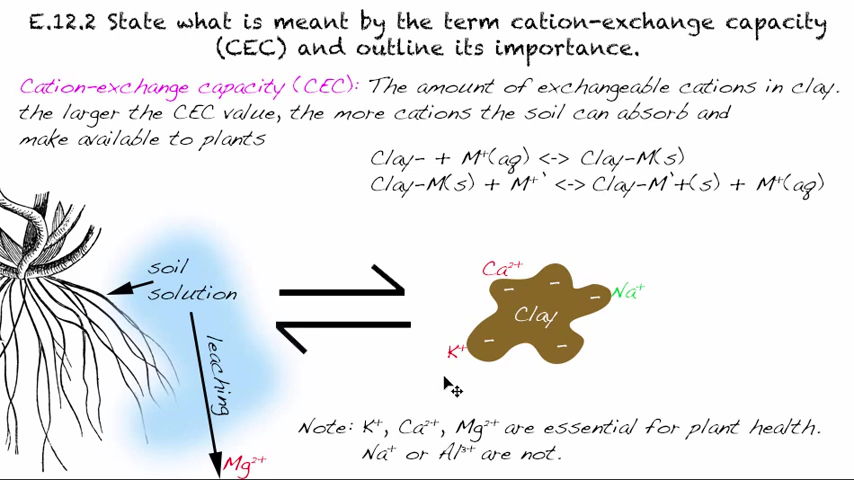 E.12.2 State what is meant by the term cation-exchange capacity
(CEC) and outline its importance.
Cation-exchange capacity (CEC): The amount of exchangeable cations in clay.
the larger the CEC value, the more cations the soil can absorb and
make available to plants
Clay- + M⁺(aq) <-> Clay-M(s)
Clay-M(s) + M⁺` <-> Clay-M`+(s) + M⁺(aq)
soil
solution
leaching
Mg²⁺
Ca²⁺
Na⁺
Clay
K⁺
Note: K⁺, Ca²⁺, Mg²⁺ are essential for plant health.
Na⁺ or Al³⁺ are not.